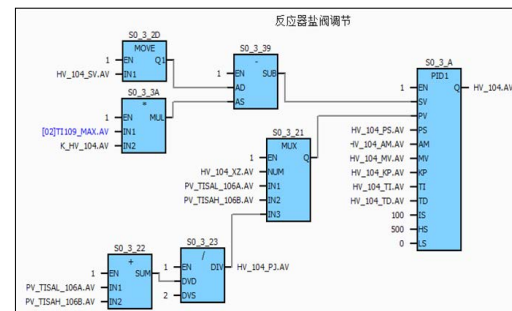 反应器盐阀调节
S0_3_2D
MOVE
1 EN Q1
HV_104_SV.AV IN1
S0_3_39
-
1 EN SUB
AD
AS
S0_3_3A
*
1 EN MUL
[02]TI109_MAX.AV IN1
K_HV_104.AV IN2
S0_3_A
PID1
1 EN Q HV_104.AV
SV
PV
HV_104_PS.AV PS
HV_104_AM.AV AM
HV_104_MV.AV MV
HV_104_KP.AV KP
HV_104_TI.AV TI
HV_104_TD.AV TD
100 IS
500 HS
0 LS
S0_3_21
MUX
1 EN Q
HV_104_XZ.AV NUM
PV_TISAL_106A.AV IN1
PV_TISAH_106B.AV IN2
IN3
S0_3_22
+
1 EN SUM
PV_TISAL_106A.AV IN1
PV_TISAH_106B.AV IN2
S0_3_23
/
1 EN DIV HV_104_PJ.AV
DVD
2 DVS